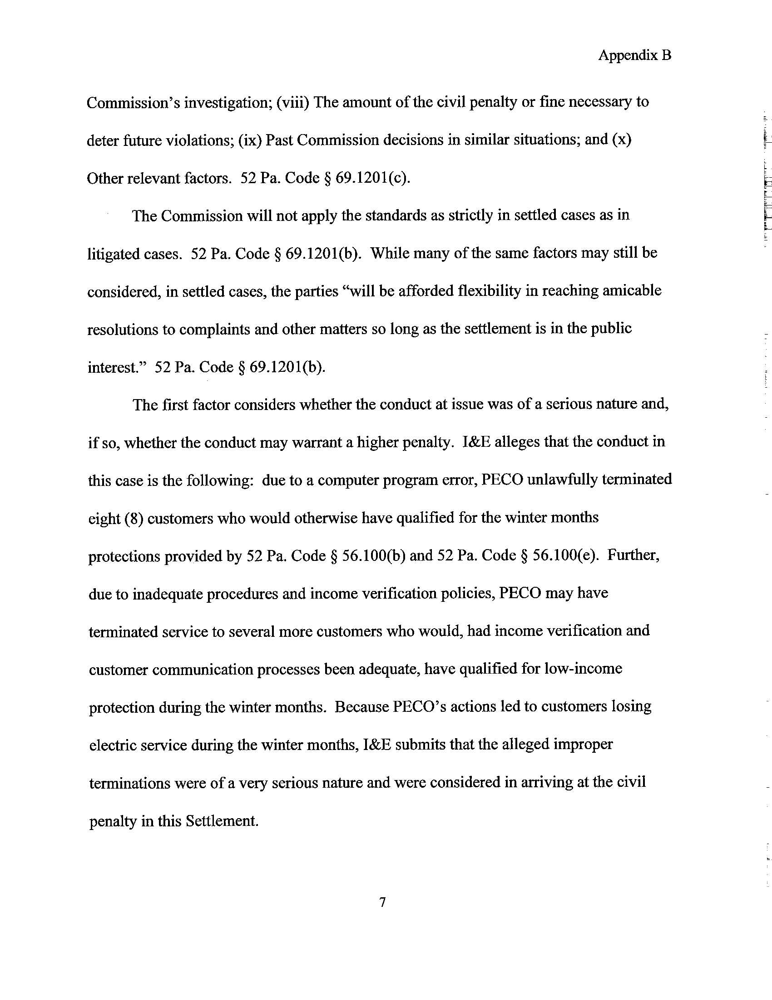 Appendix B
Commission’s investigation; (viii) The amount of the civil penalty or fine necessary to
deter future violations; (ix) Past Commission decisions in similar situations; and (x)
Other relevant factors.  52 Pa. Code § 69.1201(c).
The Commission will not apply the standards as strictly in settled cases as in
litigated cases.  52 Pa. Code § 69.1201(b).  While many of the same factors may still be
considered, in settled cases, the parties “will be afforded flexibility in reaching amicable
resolutions to complaints and other matters so long as the settlement is in the public
interest.”  52 Pa. Code § 69.1201(b).
The first factor considers whether the conduct at issue was of a serious nature and,
if so, whether the conduct may warrant a higher penalty.  I&E alleges that the conduct in
this case is the following:  due to a computer program error, PECO unlawfully terminated
eight (8) customers who would otherwise have qualified for the winter months
protections provided by 52 Pa. Code § 56.100(b) and 52 Pa. Code § 56.100(e).  Further,
due to inadequate procedures and income verification policies, PECO may have
terminated service to several more customers who would, had income verification and
customer communication processes been adequate, have qualified for low-income
protection during the winter months.  Because PECO’s actions led to customers losing
electric service during the winter months, I&E submits that the alleged improper
terminations were of a very serious nature and were considered in arriving at the civil
penalty in this Settlement.
7